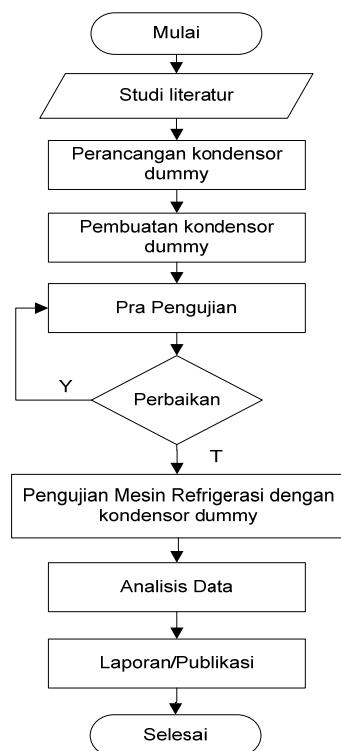 Mulai
Studi literatur
Perancangan kondensor
dummy
Pembuatan kondensor
dummy
Pra Pengujian
Y
Perbaikan
T
Pengujian Mesin Refrigerasi dengan
kondensor dummy
Analisis Data
Laporan/Publikasi
Selesai